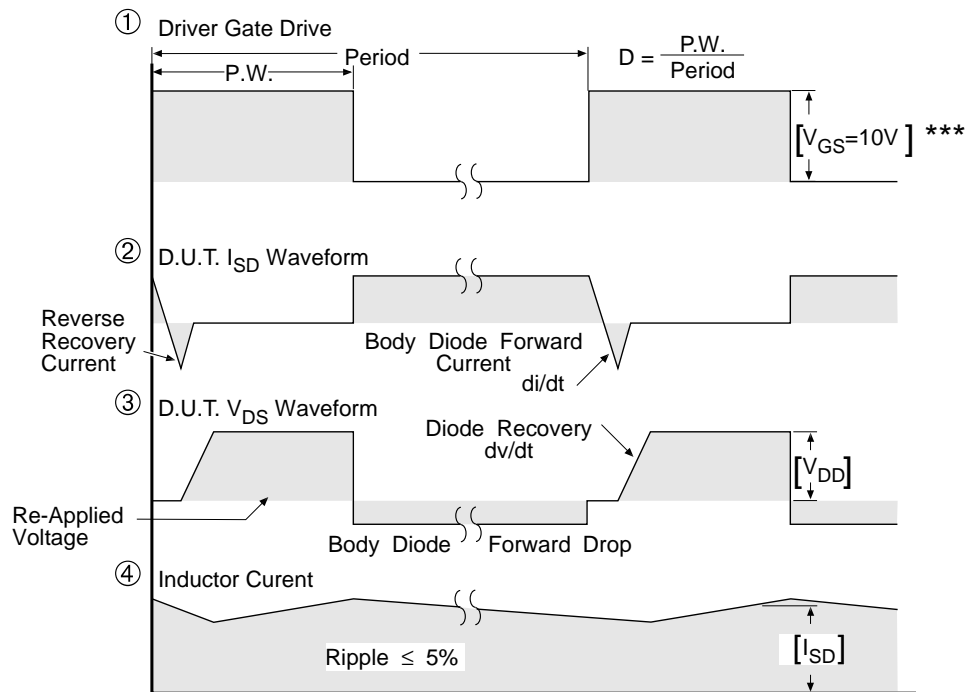 ① Driver Gate Drive
Period
P.W.
D = P.W.
Period
[VGS=10V] ***
② D.U.T. ISD Waveform
Reverse
Recovery
Current
Body Diode Forward
Current
di/dt
③ D.U.T. VDS Waveform
Diode Recovery
dv/dt
[VDD]
Re-Applied
Voltage
Body Diode Forward Drop
④ Inductor Curent
Ripple ≤ 5%
[ISD]